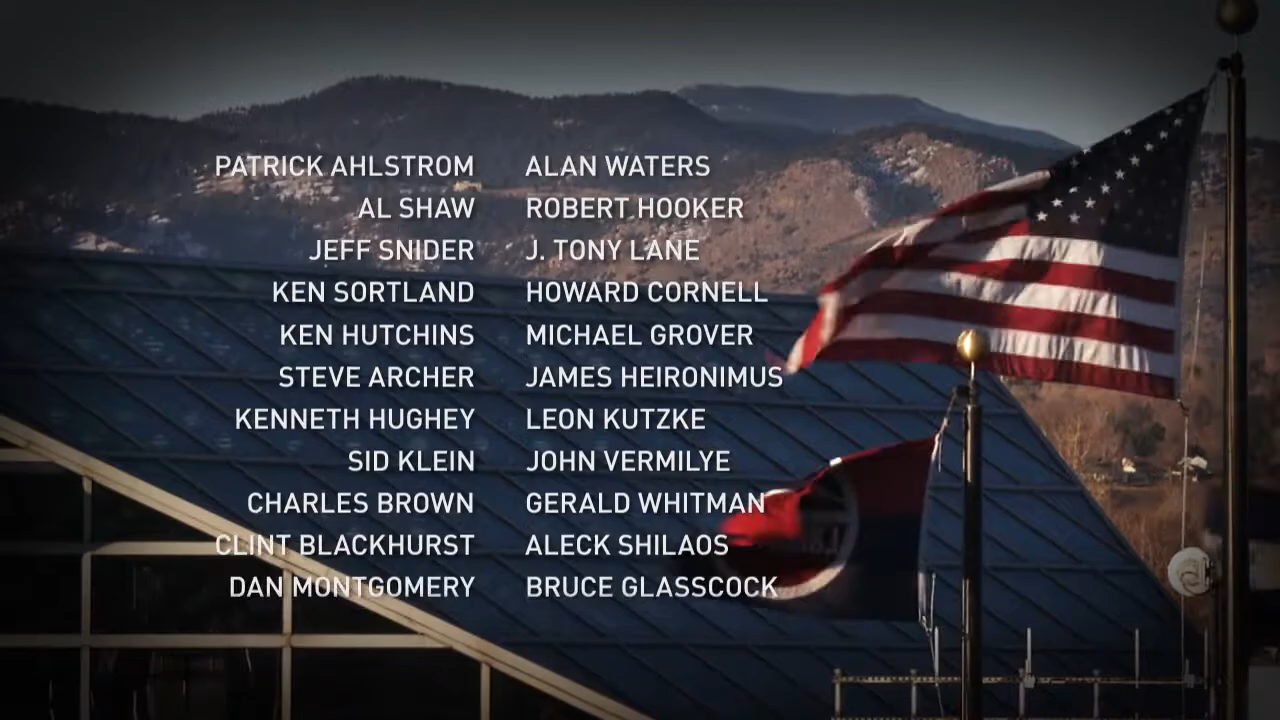 PATRICK AHLSTROM ALAN WATERS
AL SHAW ROBERT HOOKER
JEFF SNIDER J. TONY LANE
KEN SORTLAND HOWARD CORNELL
KEN HUTCHINS MICHAEL GROVER
STEVE ARCHER JAMES HEIRONIMUS
KENNETH HUGHEY LEON KUTZKE
SID KLEIN JOHN VERMILYE
CHARLES BROWN GERALD WHITMAN
CLINT BLACKHURST ALECK SHILAOS
DAN MONTGOMERY BRUCE GLASSCOCK